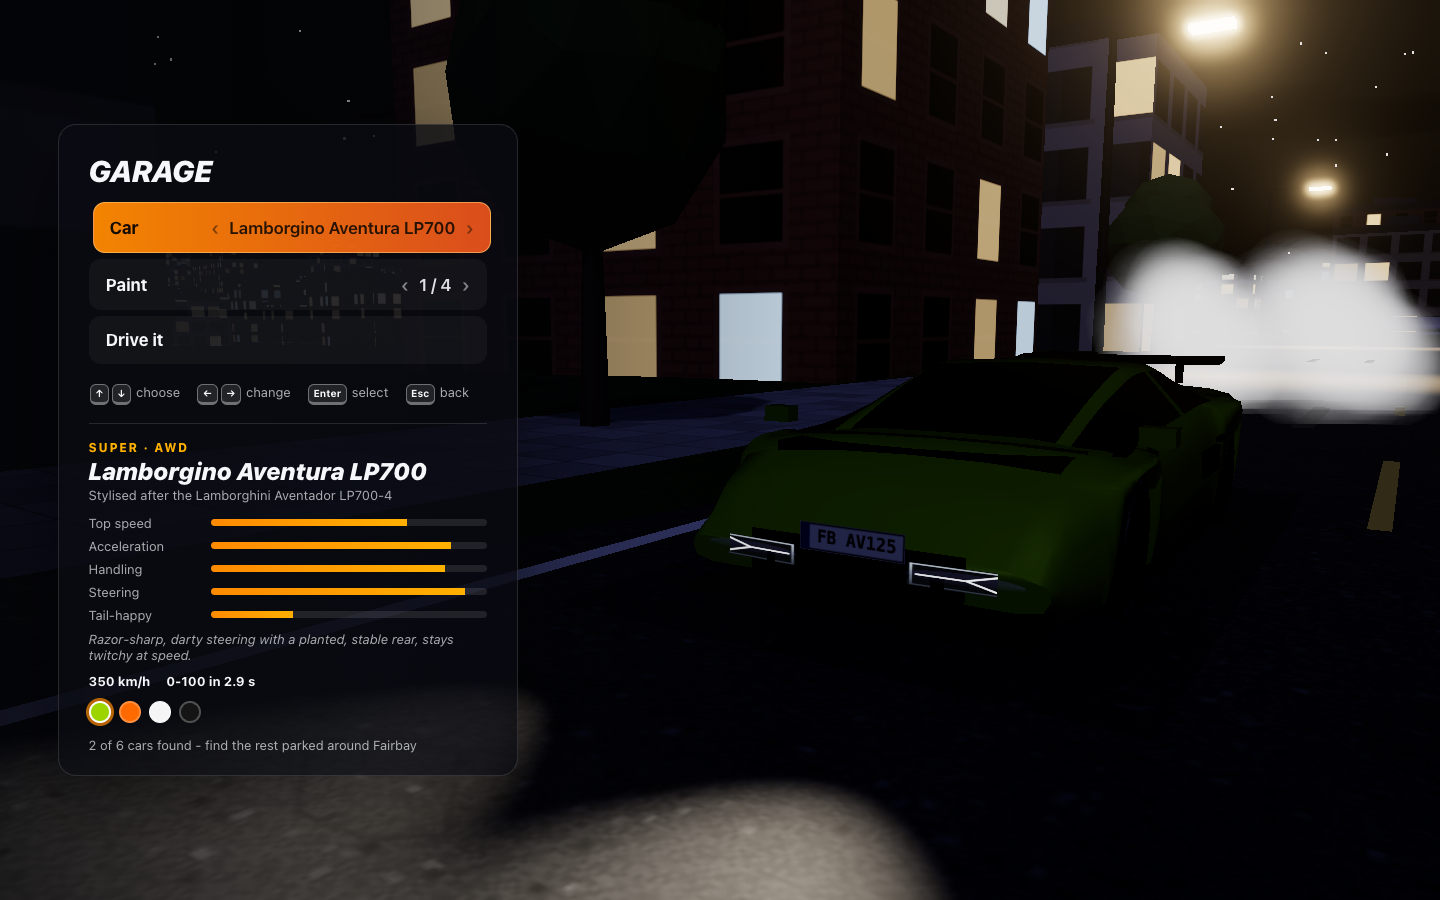 GARAGE
Car ‹ Lamborgino Aventura LP700 ›
Paint ‹ 1 / 4 ›
Drive it
↑ ↓ choose ← → change Enter select Esc back
SUPER · AWD
Lamborgino Aventura LP700
Stylised after the Lamborghini Aventador LP700-4
Top speed
Acceleration
Handling
Steering
Tail-happy
Razor-sharp, darty steering with a planted, stable rear, stays
twitchy at speed.
350 km/h 0-100 in 2.9 s
2 of 6 cars found - find the rest parked around Fairbay
FB AV125